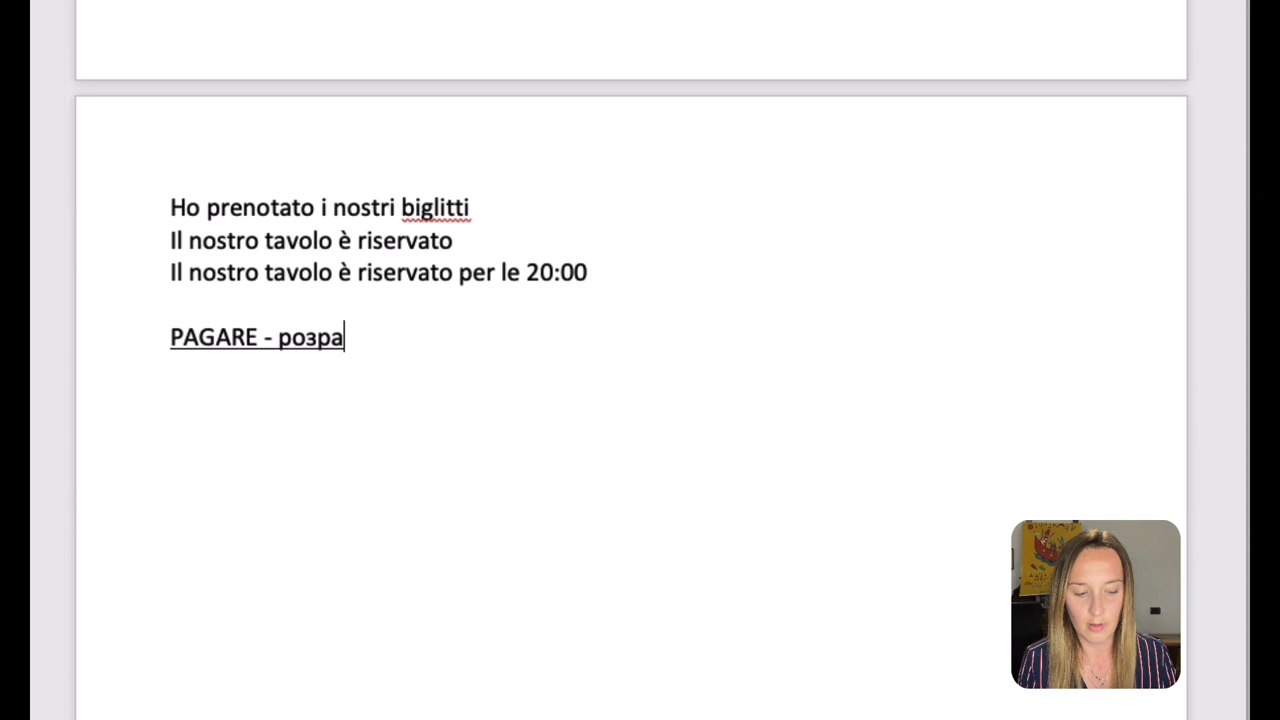 Ho prenotato i nostri biglitti
Il nostro tavolo è riservato
Il nostro tavolo è riservato per le 20:00
PAGARE - розра